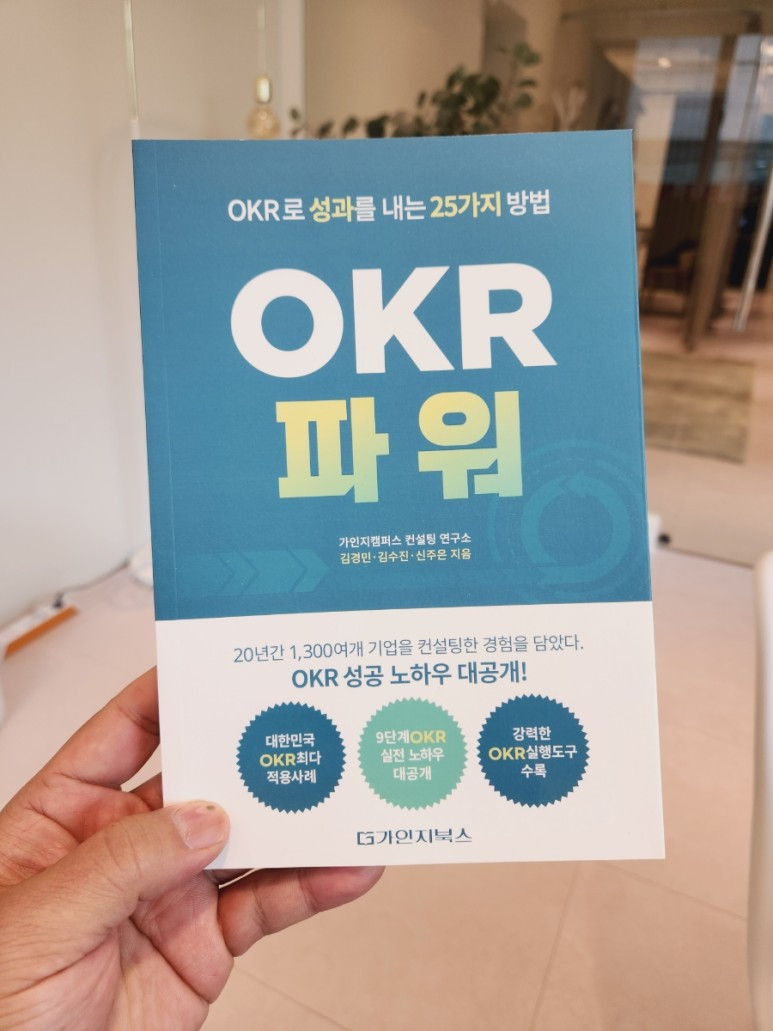 OKR로 성과를 내는 25가지 방법
OKR
파워
가인지캠퍼스 컨설팅 연구소
김경민·김수진·신주은 지음
20년간 1,300여개 기업을 컨설팅한 경험을 담았다.
OKR 성공 노하우 대공개!
대한민국
OKR최다
적용사례
9단계OKR
실전 노하우
대공개
강력한
OKR실행도구
수록
가인지북스